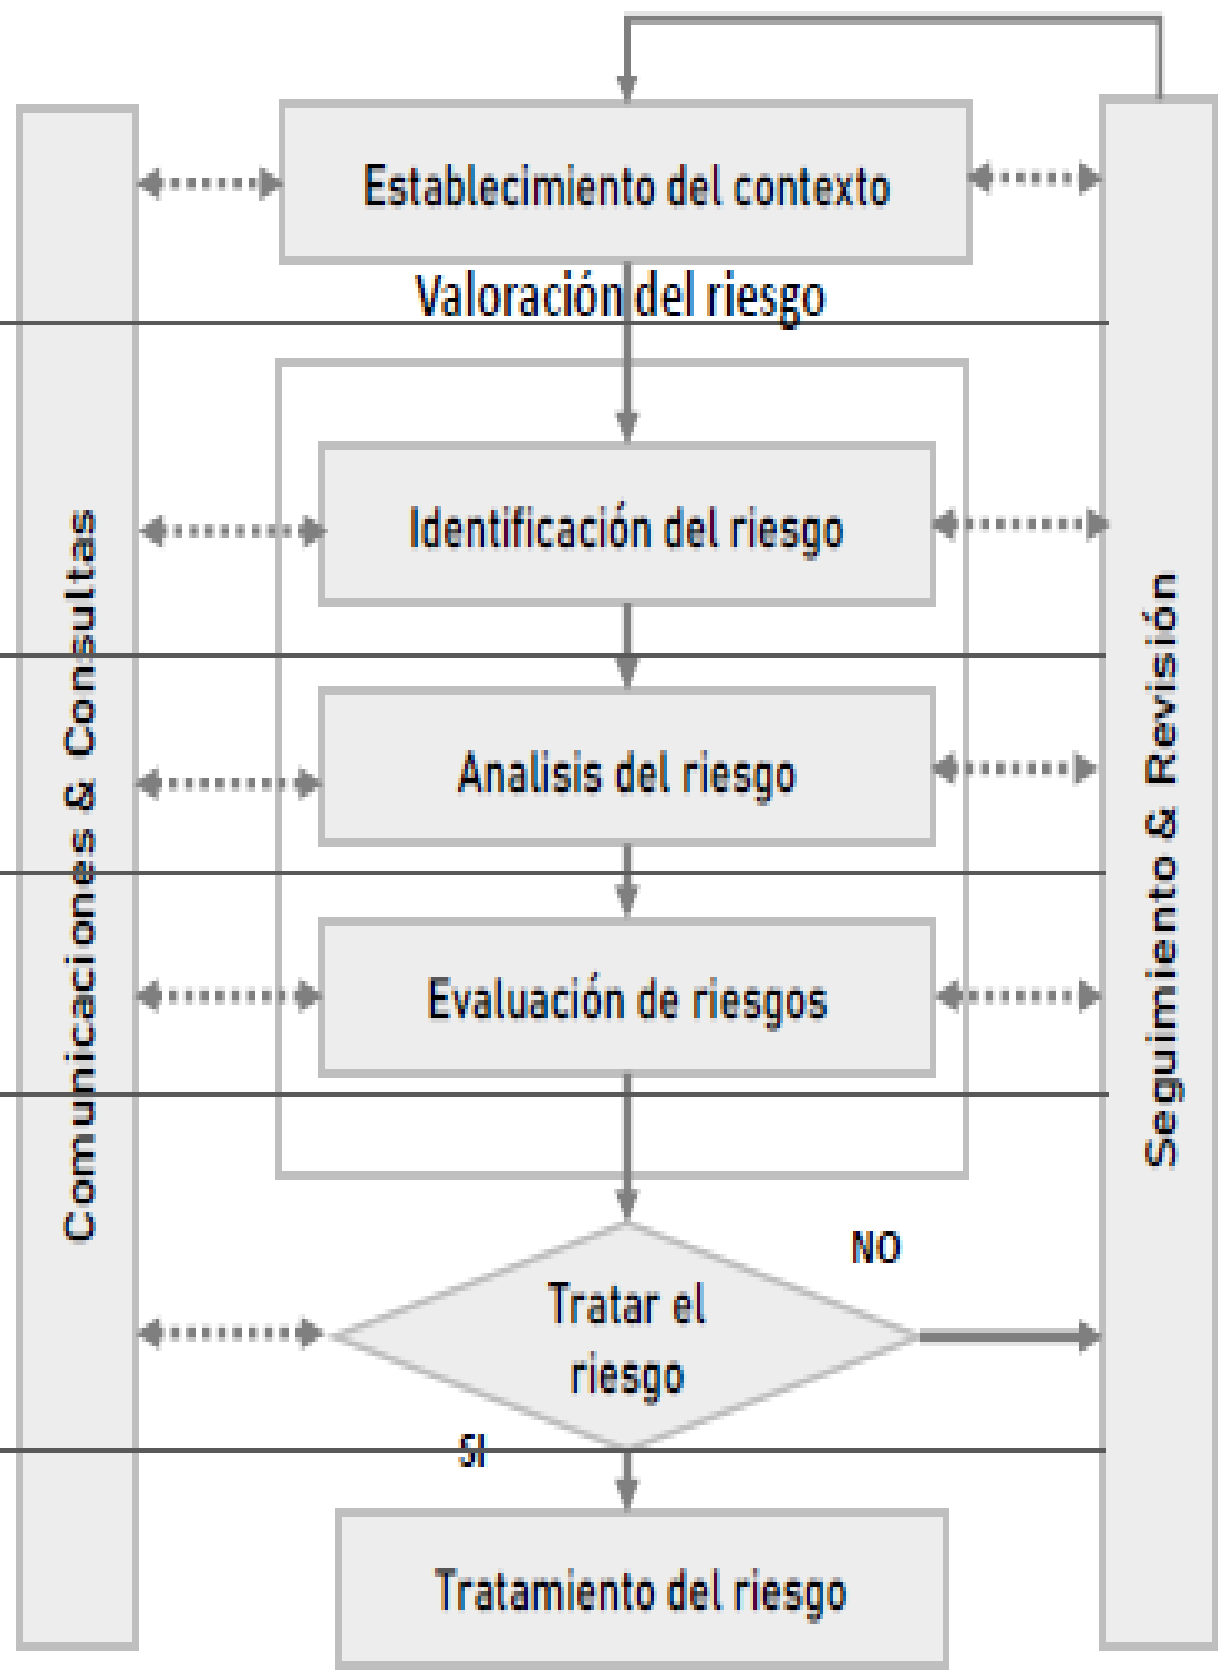 Establecimiento del contexto
Valoración del riesgo
Identificación del riesgo
Analisis del riesgo
Evaluación de riesgos
Tratar el
riesgo
NO
SI
Tratamiento del riesgo
Comunicaciones & Consultas
Seguimiento & Revisión